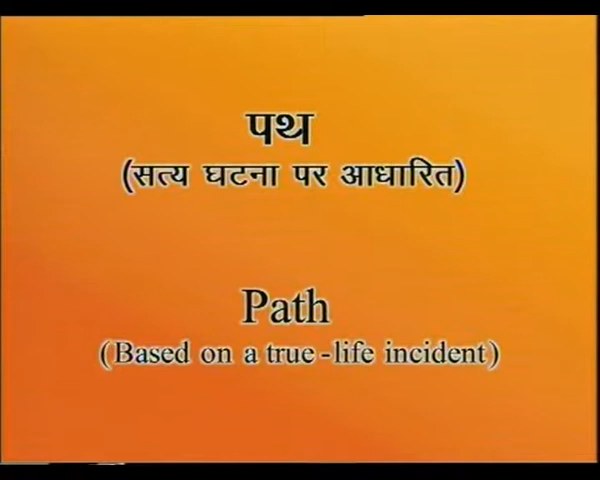 पथ
(सत्य घटना पर आधारित)
Path
(Based on a true-life incident)